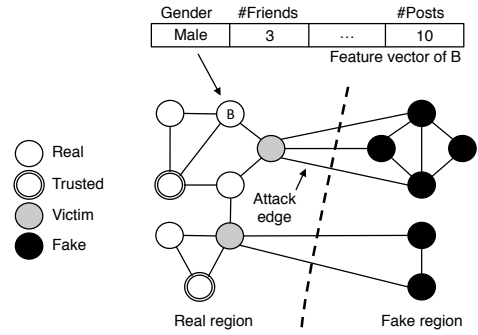 Gender #Friends #Posts
Male 3 ... 10
Feature vector of B
B
Real
Trusted
Victim
Fake
Attack
edge
Real region Fake region